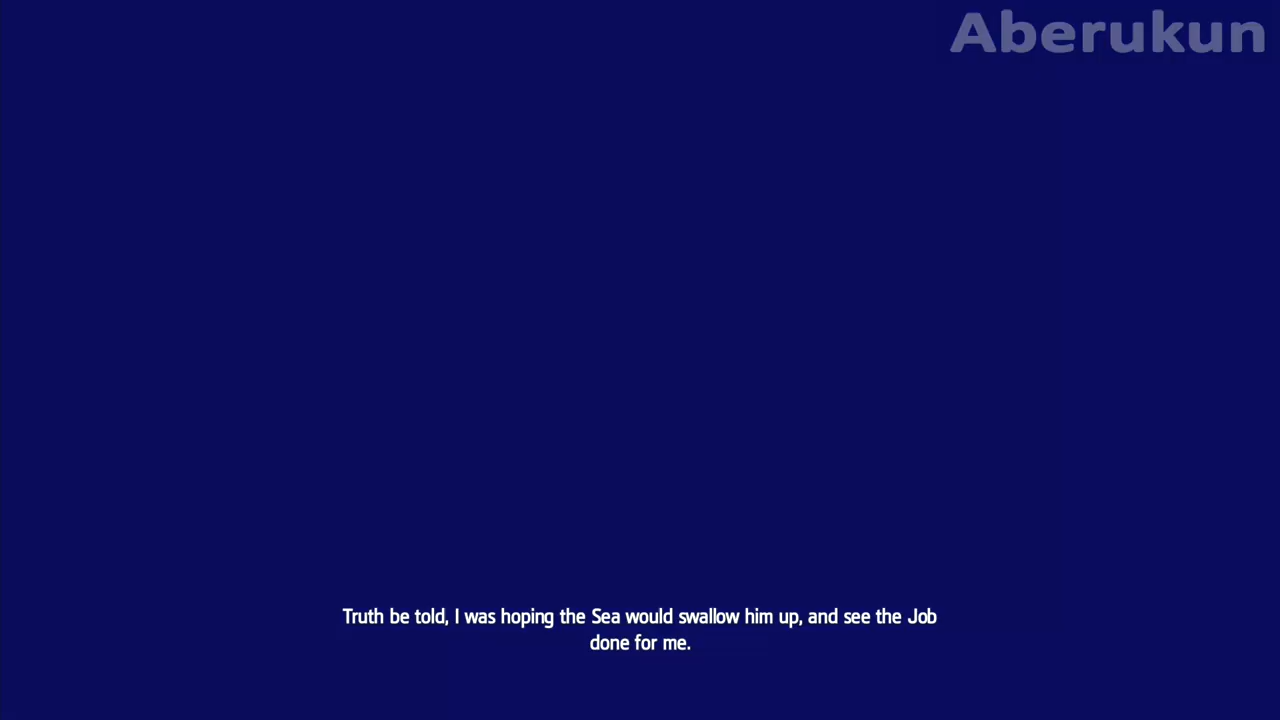 Aberukun
Truth be told, I was hoping the Sea would swallow him up, and see the Job
done for me.